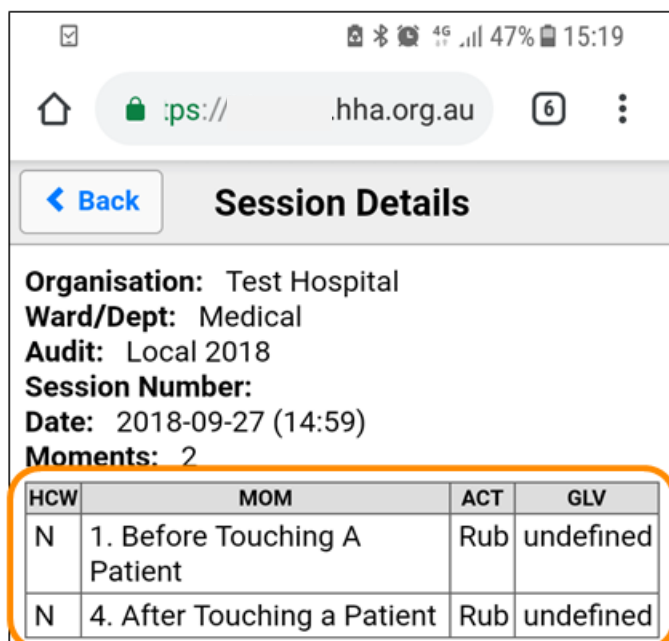 4G 47% 15:19
tps:// .hha.org.au 6
Back Session Details
Organisation: Test Hospital
Ward/Dept: Medical
Audit: Local 2018
Session Number:
Date: 2018-09-27 (14:59)
Moments: 2
HCW MOM ACT GLV
N 1. Before Touching A Rub undefined
Patient
N 4. After Touching a Patient Rub undefined